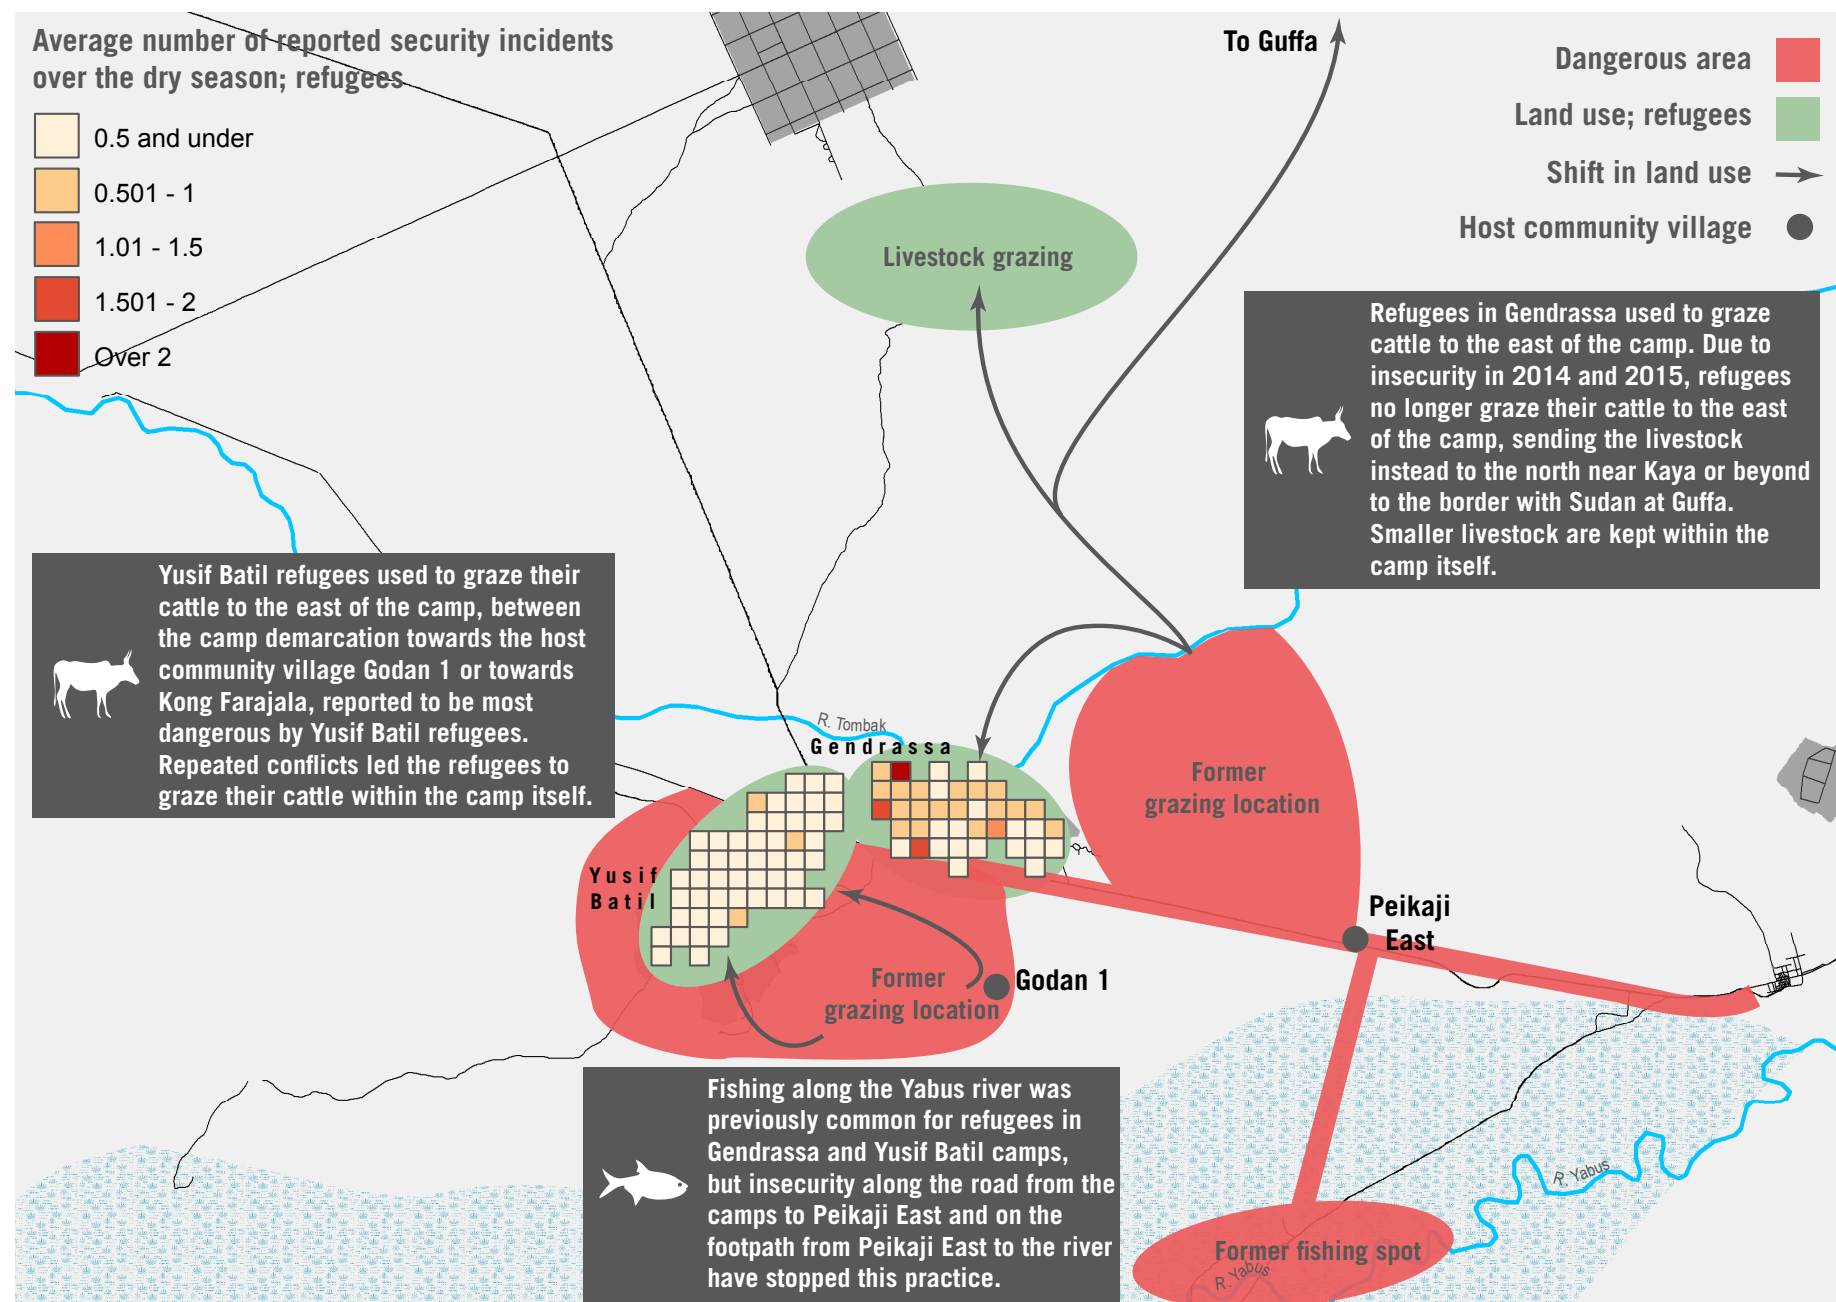 Average number of reported security incidents
over the dry season; refugees
0.5 and under
0.501 - 1
1.01 - 1.5
1.501 - 2
Over 2
To Guffa
Dangerous area
Land use; refugees
Shift in land use
Host community village
Livestock grazing
Refugees in Gendrassa used to graze
cattle to the east of the camp. Due to
insecurity in 2014 and 2015, refugees
no longer graze their cattle to the east
of the camp, sending the livestock
instead to the north near Kaya or beyond
to the border with Sudan at Guffa.
Smaller livestock are kept within the
camp itself.
Yusif Batil refugees used to graze their
cattle to the east of the camp, between
the camp demarcation towards the host
community village Godan 1 or towards
Kong Farajala, reported to be most
dangerous by Yusif Batil refugees.
Repeated conflicts led the refugees to
graze their cattle within the camp itself.
R. Tombak
Gendrassa
Former
grazing location
Yusif
Batil
Peikaji
East
Former
grazing location
Godan 1
Fishing along the Yabus river was
previously common for refugees in
Gendrassa and Yusif Batil camps,
but insecurity along the road from the
camps to Peikaji East and on the
footpath from Peikaji East to the river
have stopped this practice.
R. Yabus
Former fishing spot
R. Yabus